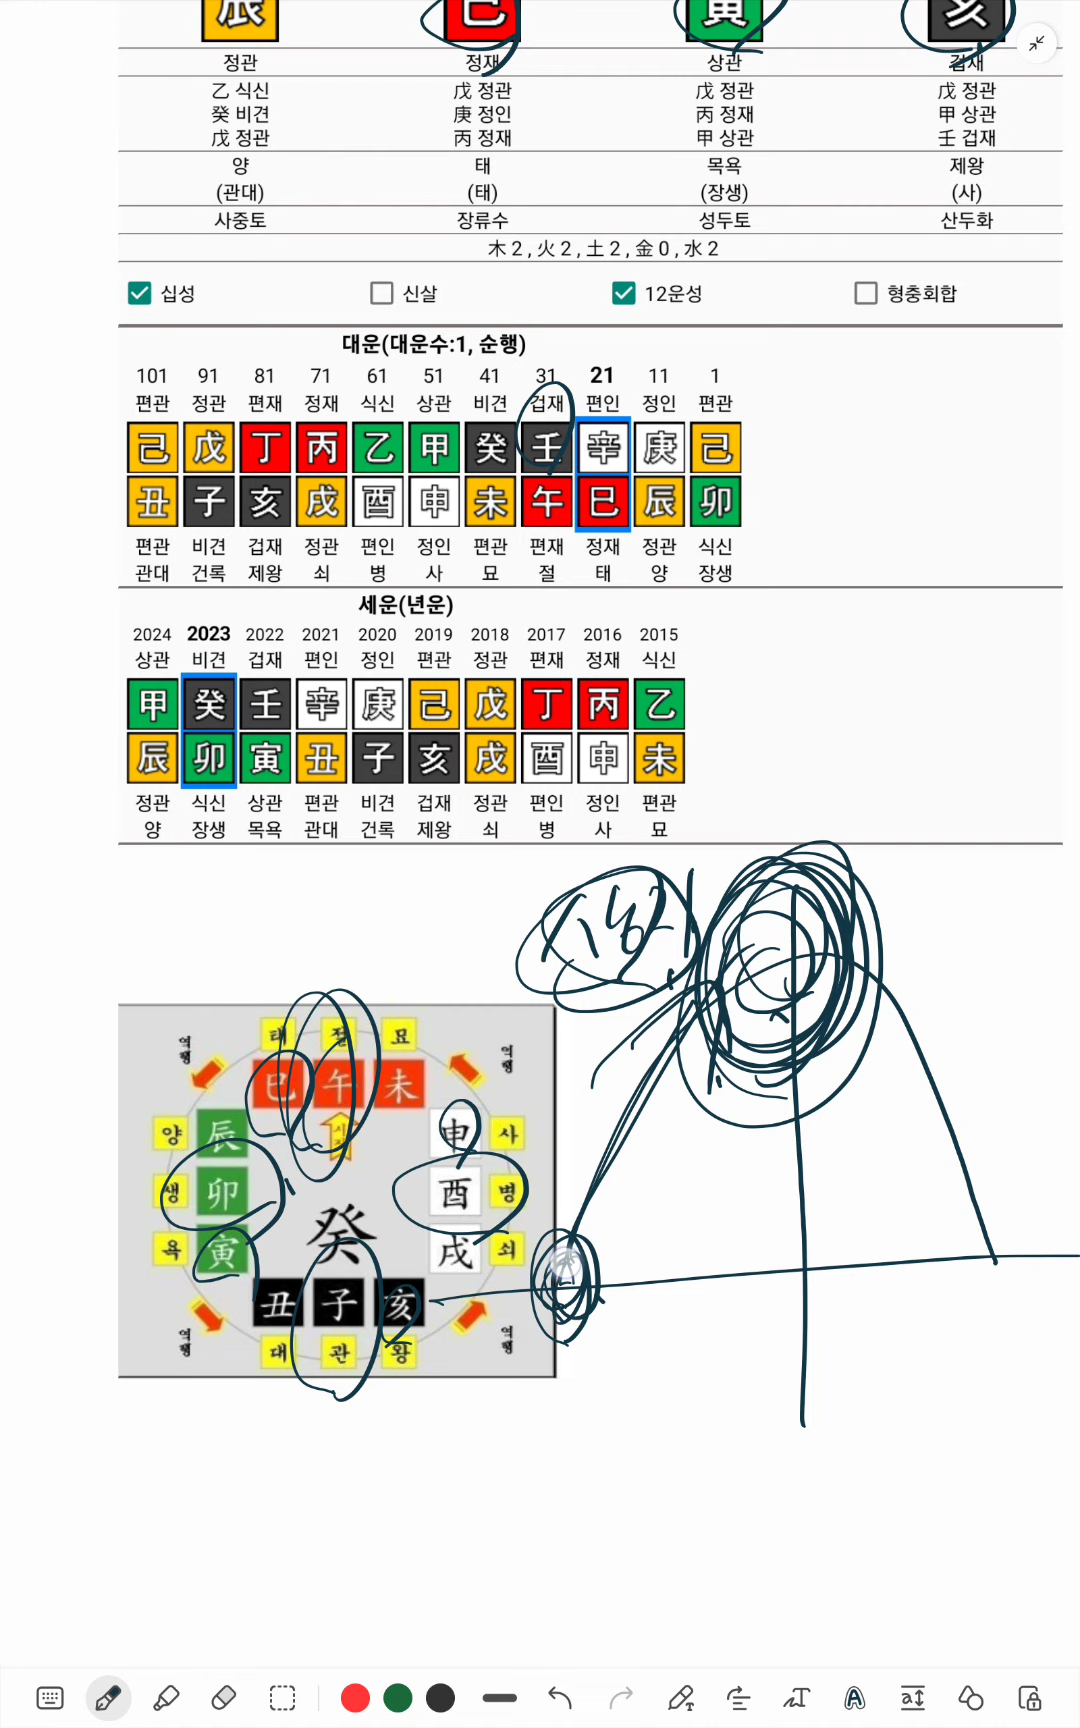 辰 巳 寅 亥
정관 정재 상관 겁재
乙 식신 戊 정관 戊 정관 戊 정관
癸 비견 庚 정인 丙 정재 甲 상관
戊 정관 丙 정재 甲 상관 壬 겁재
양 태 목욕 제왕
(관대) (태) (장생) (사)
사중토 장류수 성두토 산두화
木 2 , 火 2 , 土 2 , 金 0 , 水 2
십성 신살 12운성 형충회합
대운(대운수:1, 순행)
101 91 81 71 61 51 41 31 21 11 1
편관 정관 편재 정재 식신 상관 비견 겁재 편인 정인 편관
己 戊 丁 丙 乙 甲 癸 壬 辛 庚 己
丑 子 亥 戌 酉 申 未 午 巳 辰 卯
편관 비견 겁재 정관 편인 정인 편관 편재 정재 정관 식신
관대 건록 제왕 쇠 병 사 묘 절 태 양 장생
세운(년운)
2024 2023 2022 2021 2020 2019 2018 2017 2016 2015
상관 비견 겁재 편인 정인 편관 정관 편재 정재 식신
甲 癸 壬 辛 庚 己 戊 丁 丙 乙
辰 卯 寅 丑 子 亥 戌 酉 申 未
정관 식신 상관 편관 비견 겁재 정관 편인 정인 편관
양 장생 목욕 관대 건록 제왕 쇠 병 사 묘
태 절 묘
역행 역행
巳 午 未
양 辰 시작 申 사
생 卯 酉 병
욕 寅 癸 戌 쇠
丑 子 亥
역행 역행
대 관 왕